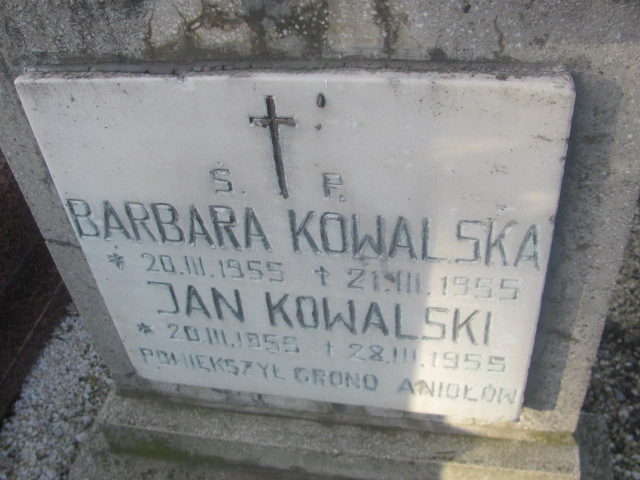 Ś. P.
BARBARA KOWALSKA
* 20.III.1955 † 21.III.1955
JAN KOWALSKI
* 20.III.1955 † 28.III.1955
POWIĘKSZYŁ GRONO ANIOŁÓW